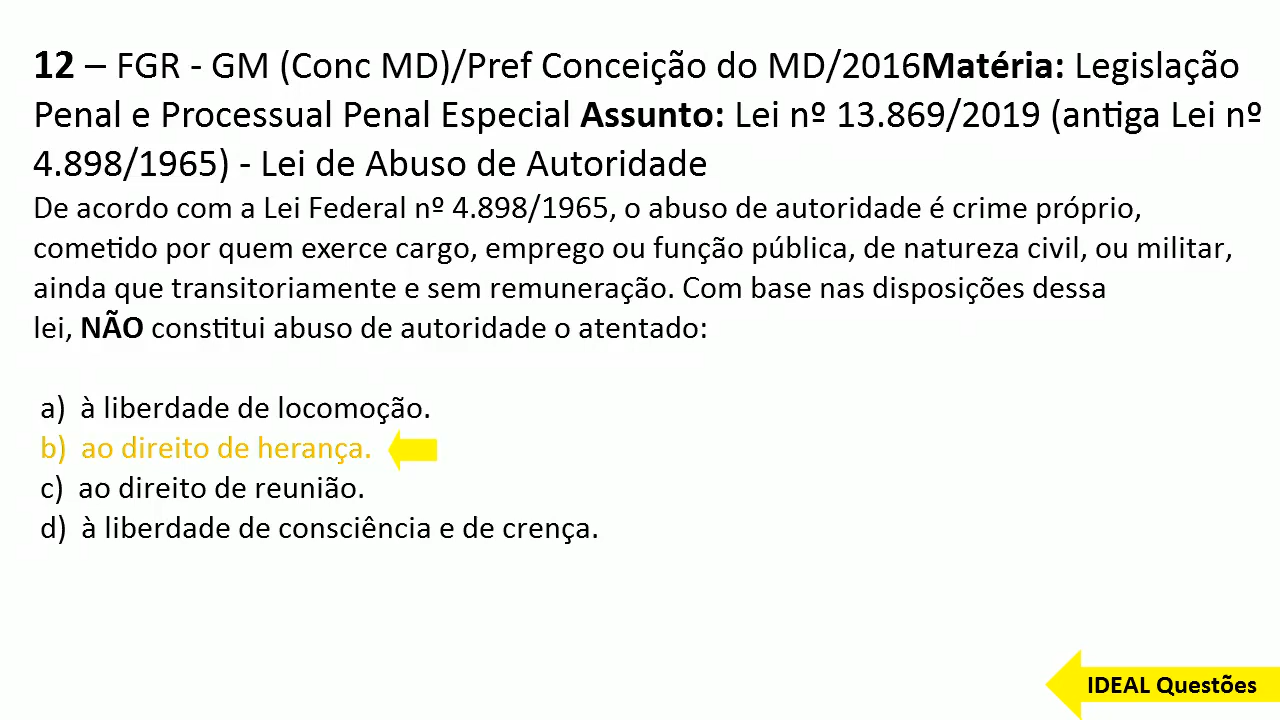 12 – FGR - GM (Conc MD)/Pref Conceição do MD/2016Matéria: Legislação
Penal e Processual Penal Especial Assunto: Lei nº 13.869/2019 (antiga Lei nº
4.898/1965) - Lei de Abuso de Autoridade
De acordo com a Lei Federal nº 4.898/1965, o abuso de autoridade é crime próprio,
cometido por quem exerce cargo, emprego ou função pública, de natureza civil, ou militar,
ainda que transitoriamente e sem remuneração. Com base nas disposições dessa
lei, NÃO constitui abuso de autoridade o atentado:
a) à liberdade de locomoção.
b) ao direito de herança.
c) ao direito de reunião.
d) à liberdade de consciência e de crença.
IDEAL Questões